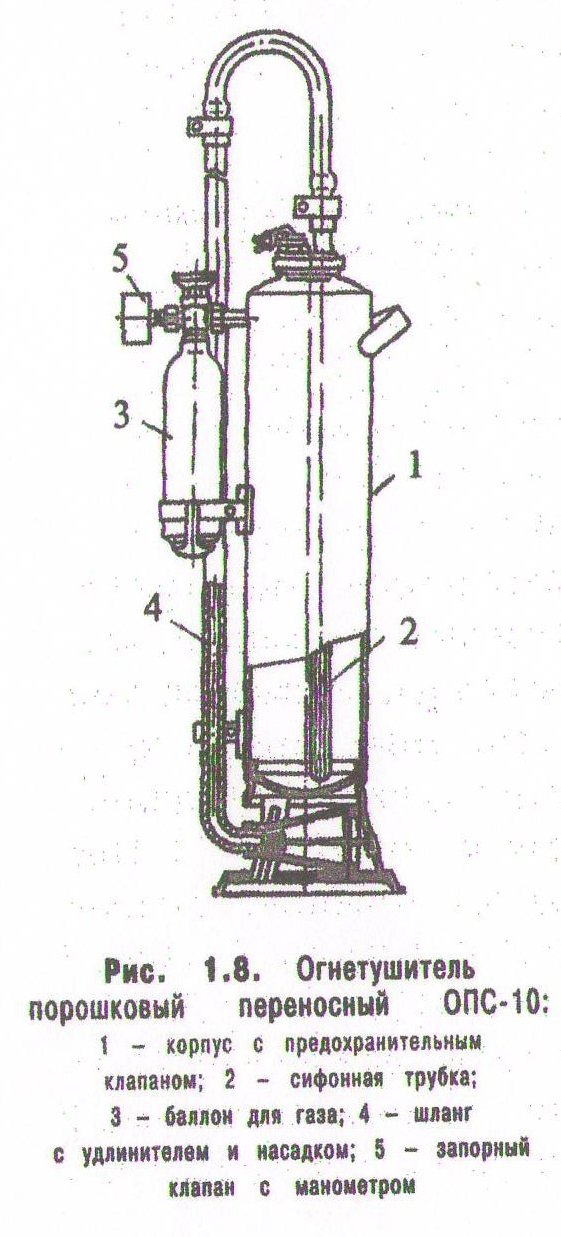 5
3
1
4
2
Рис. 1.8. Огнетушитель
порошковый переносный ОПС-10:
1 – корпус с предохранительным
клапаном; 2 – сифонная трубка;
3 – баллон для газа; 4 – шланг
с удлинителем и насадком; 5 – запорный
клапан с манометром